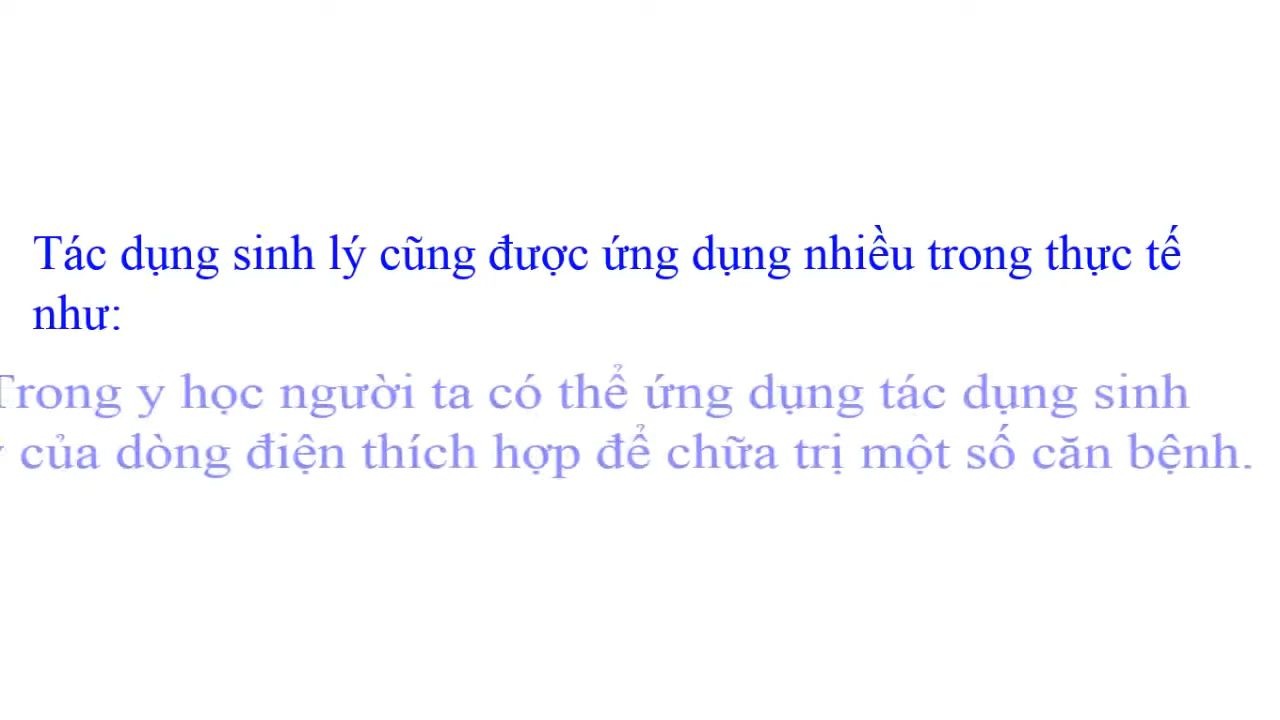 Tác dụng sinh lý cũng được ứng dụng nhiều trong thực tế
như:
Trong y học người ta có thể ứng dụng tác dụng sinh
của dòng điện thích hợp để chữa trị một số căn bệnh.